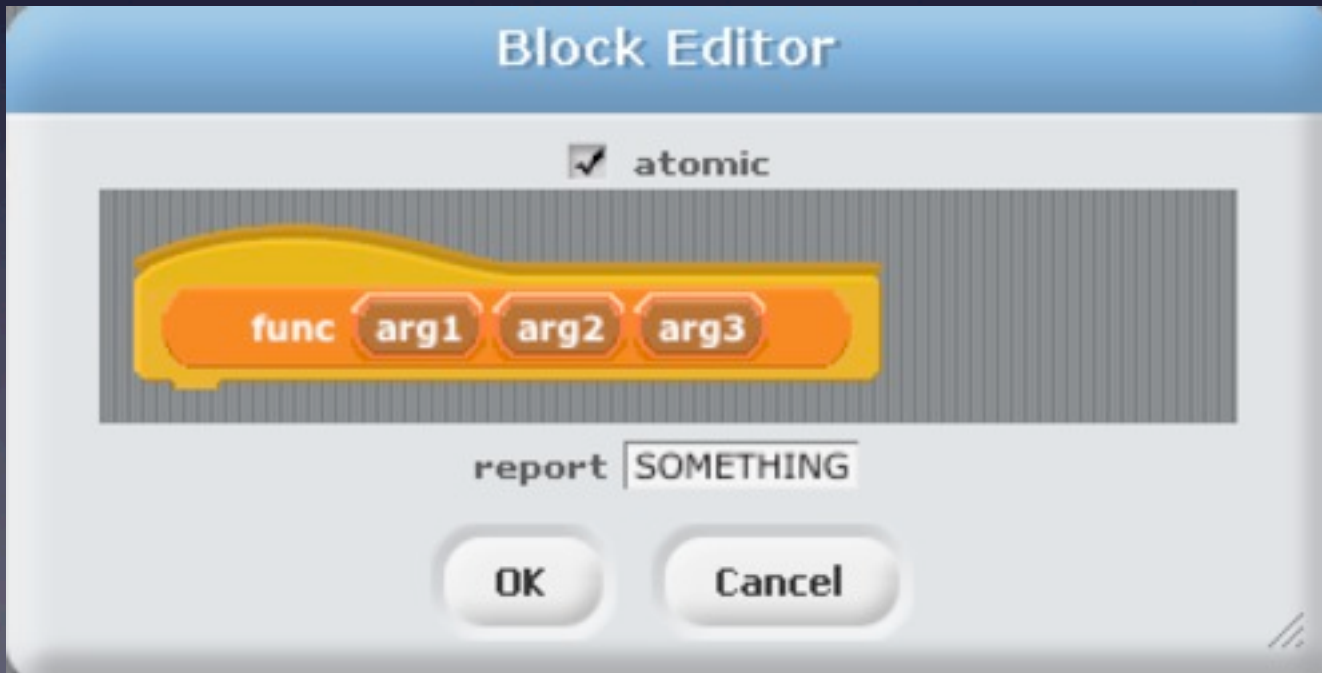 Block Editor
atomic
func arg1 arg2 arg3
report SOMETHING
OK Cancel